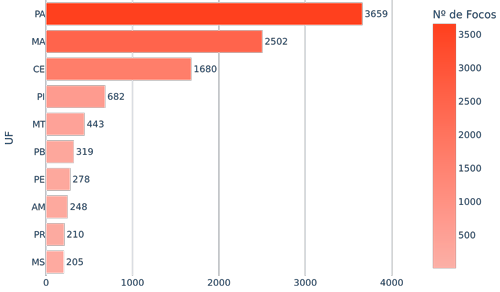 PA 3659
MA 2502
CE 1680
PI 682
MT 443
PB 319
PE 278
AM 248
PR 210
MS 205
UF
0 1000 2000 3000 4000
Nº de Focos
3500
3000
2500
2000
1500
1000
500